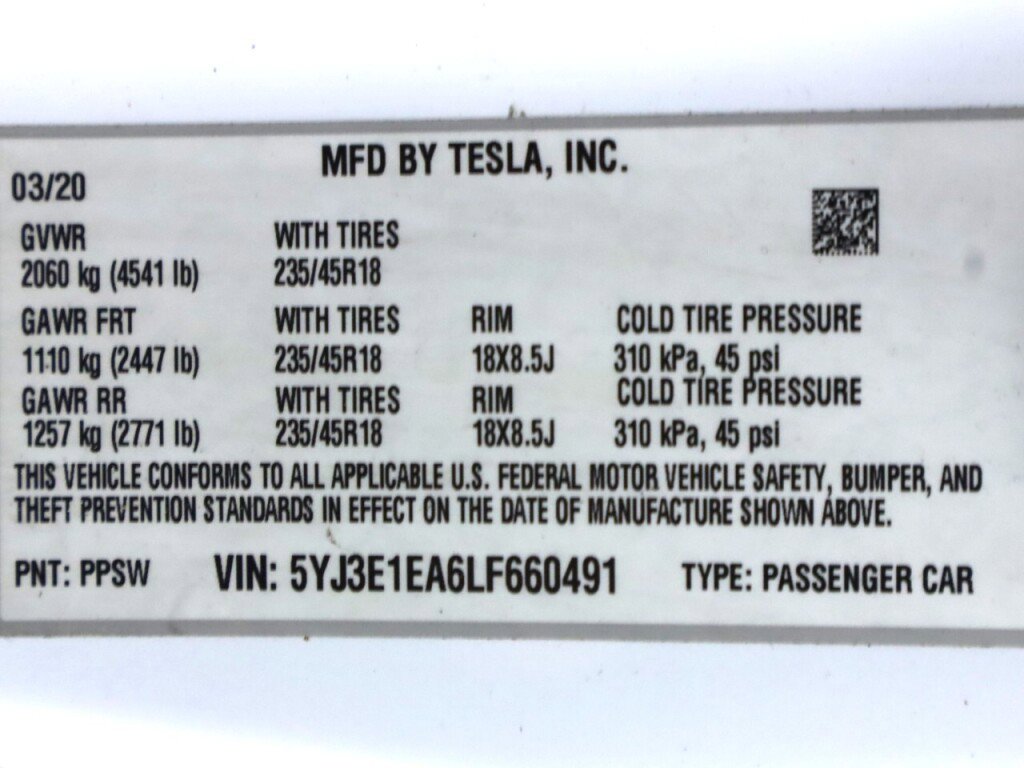 MFD BY TESLA, INC.
03/20
GVWR WITH TIRES
2060 kg (4541 lb) 235/45R18
GAWR FRT WITH TIRES RIM COLD TIRE PRESSURE
1110 kg (2447 lb) 235/45R18 18X8.5J 310 kPa, 45 psi
GAWR RR WITH TIRES RIM COLD TIRE PRESSURE
1257 kg (2771 lb) 235/45R18 18X8.5J 310 kPa, 45 psi
THIS VEHICLE CONFORMS TO ALL APPLICABLE U.S. FEDERAL MOTOR VEHICLE SAFETY, BUMPER, AND
THEFT PREVENTION STANDARDS IN EFFECT ON THE DATE OF MANUFACTURE SHOWN ABOVE.
PNT: PPSW VIN: 5YJ3E1EA6LF660491 TYPE: PASSENGER CAR